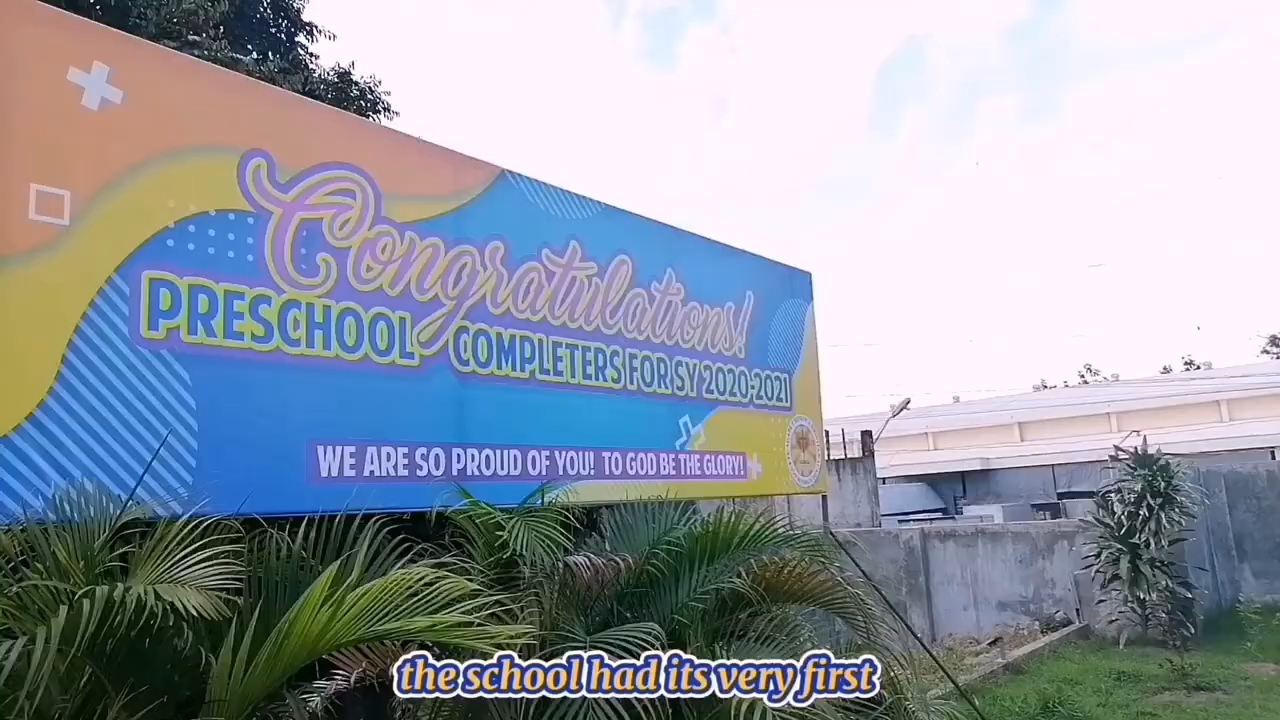 Congratulations!
PRESCHOOL COMPLETERS FOR SY 2020-2021
WE ARE SO PROUD OF YOU! TO GOD BE THE GLORY!
the school had its very first